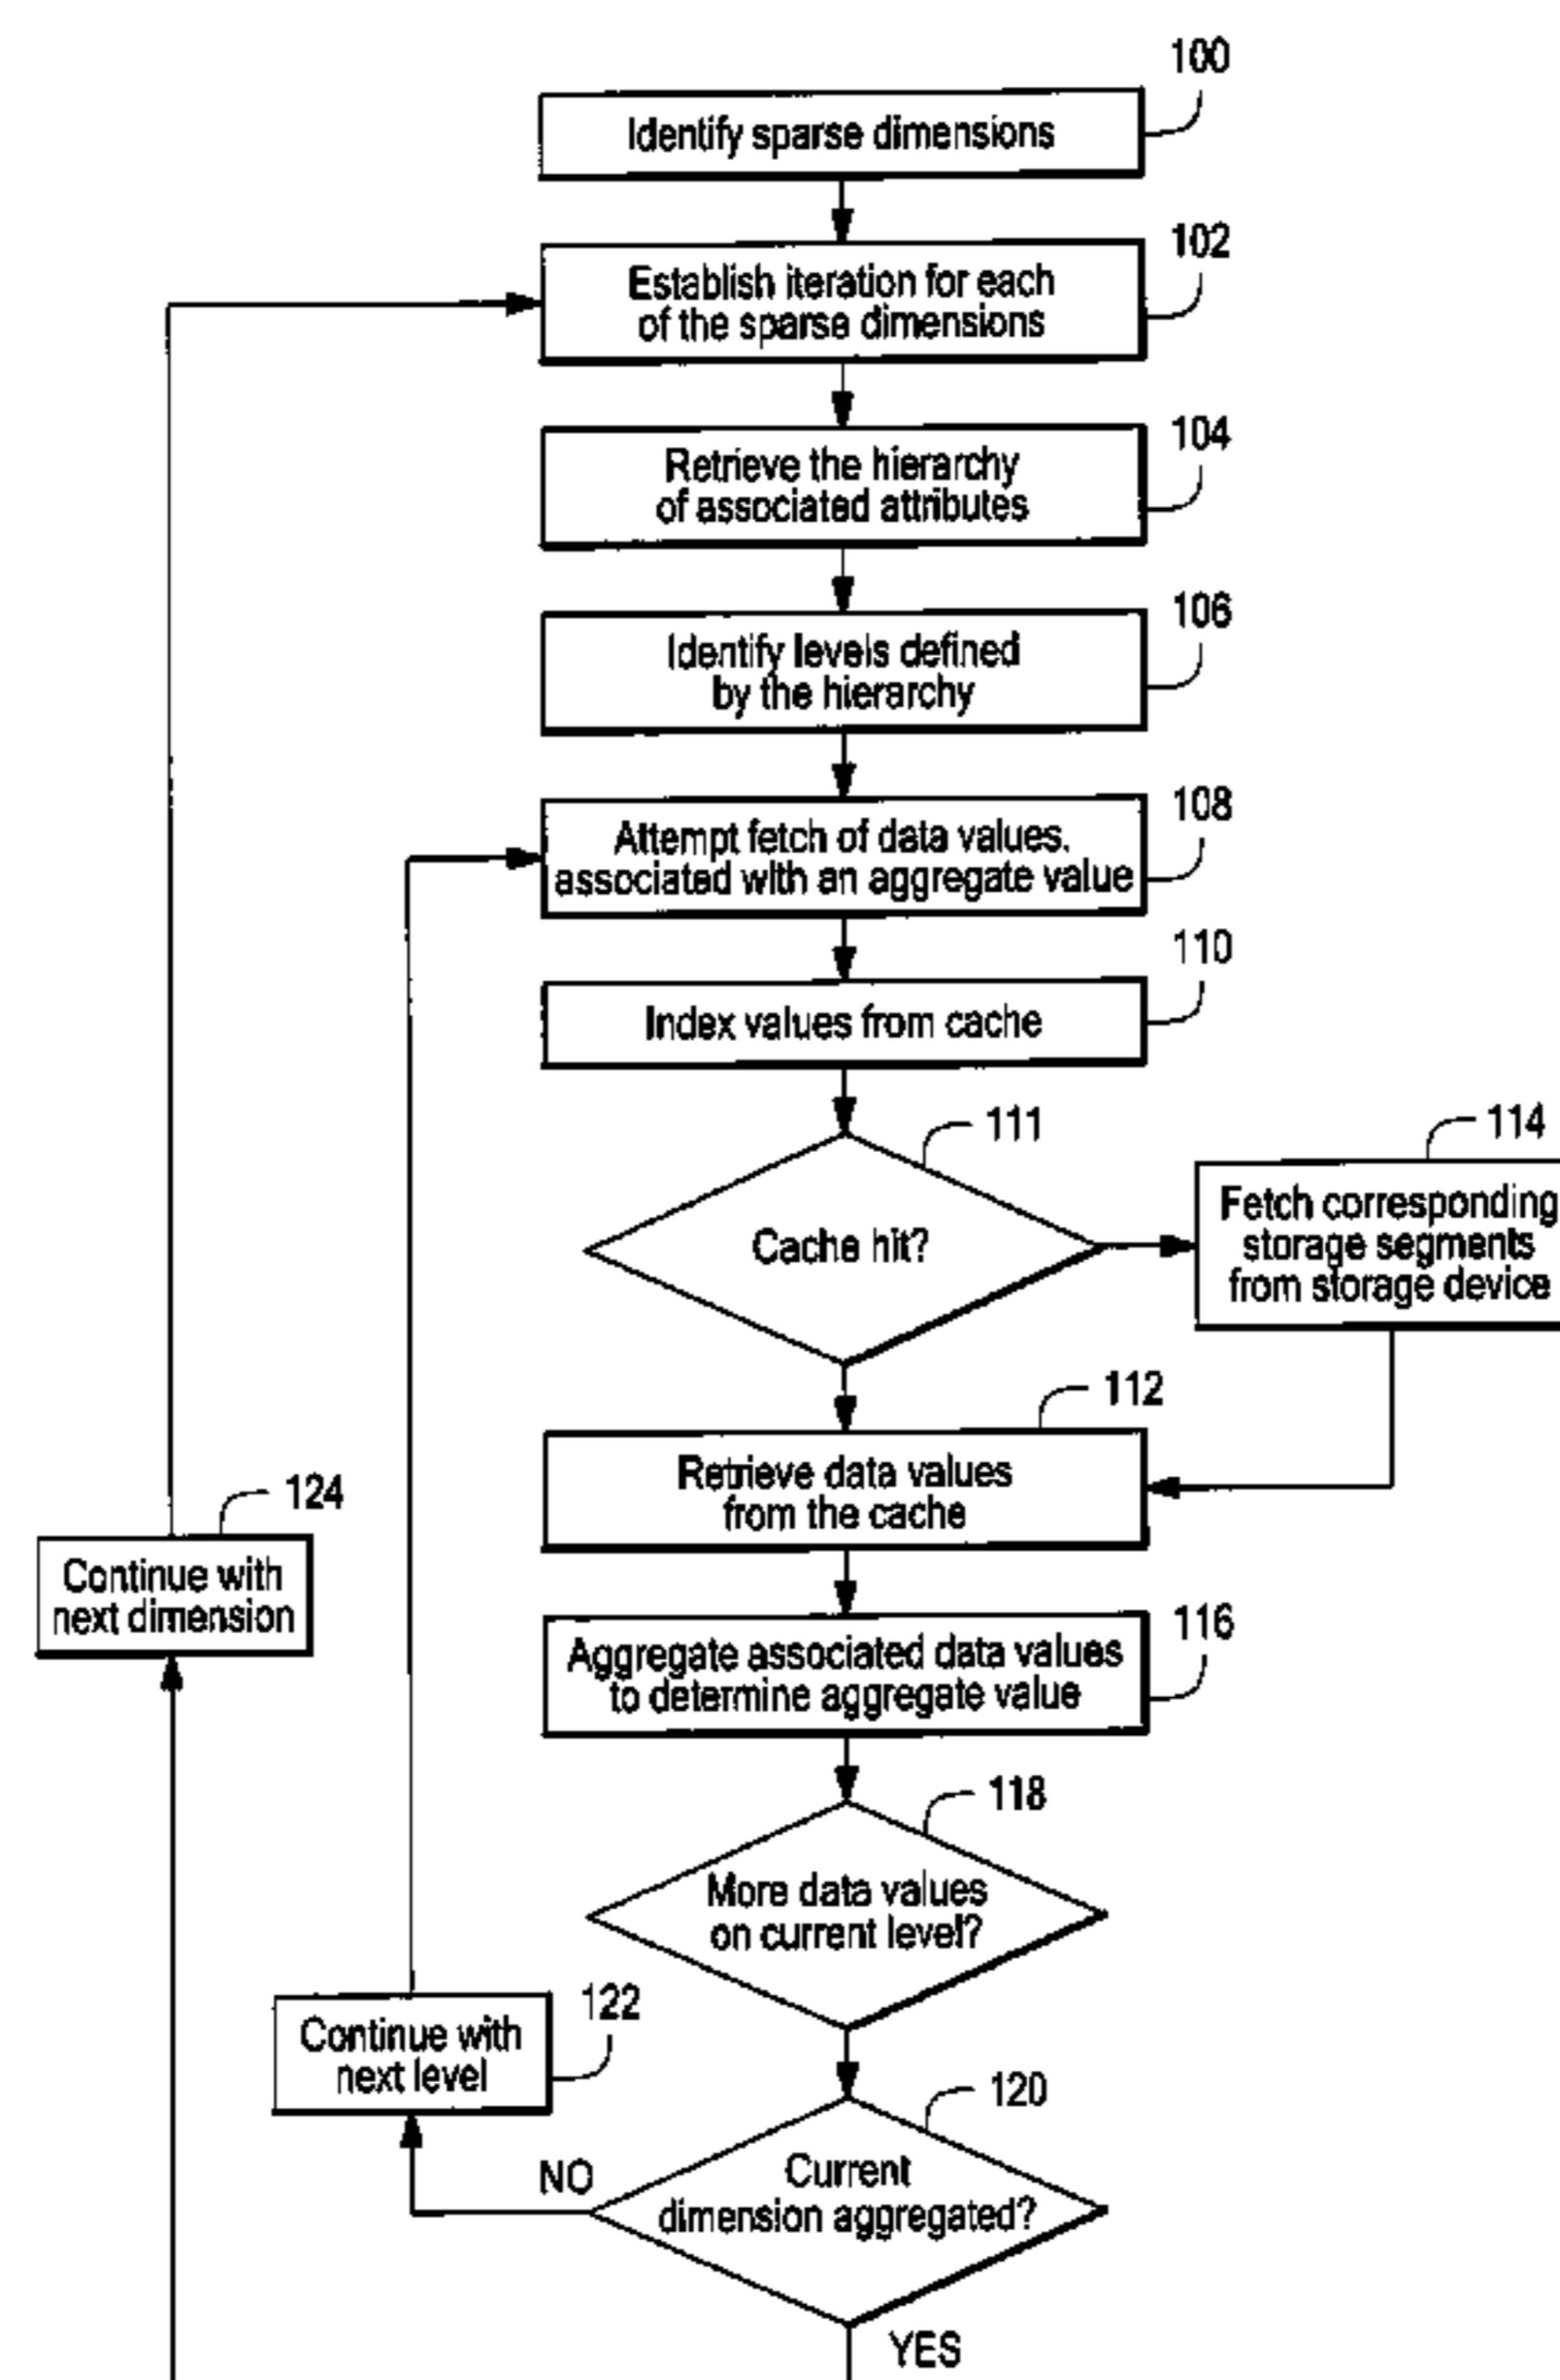 100
Identify sparse dimensions
102
Establish iteration for each
of the sparse dimensions
104
Retrieve the hierarchy
of associated attributes
106
Identify levels defined
by the hierarchy
108
Attempt fetch of data values,
associated with an aggregate value
110
Index values from cache
111
Cache hit?
114
Fetch corresponding
storage segments
from storage device
112
Retrieve data values
from the cache
124
Continue with
next dimension
116
Aggregate associated data values
to determine aggregate value
118
More data values
on current level?
122
Continue with
next level
120
Current
dimension aggregated?
NO
YES